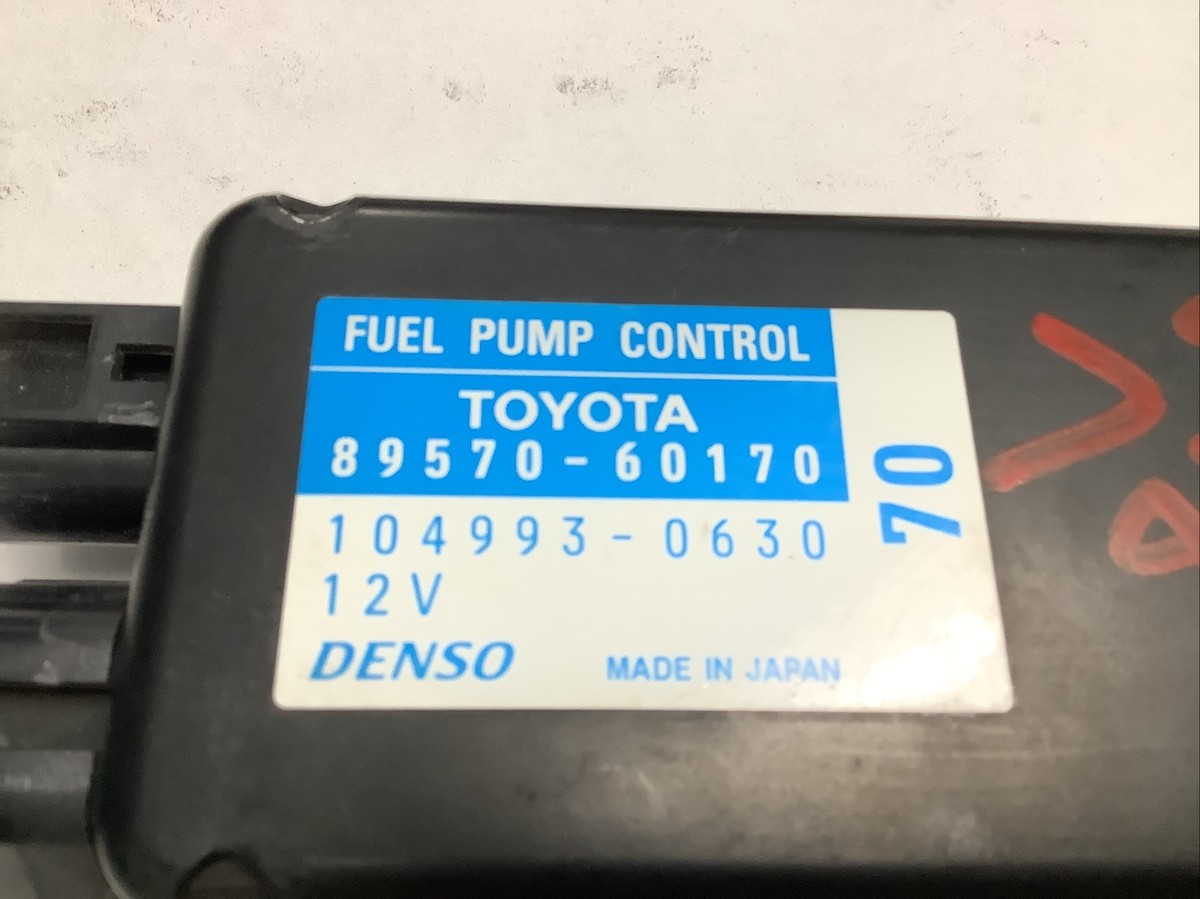 FUEL PUMP CONTROL
TOYOTA
89570-60170
104993-0630
12V
DENSO
MADE IN JAPAN
70